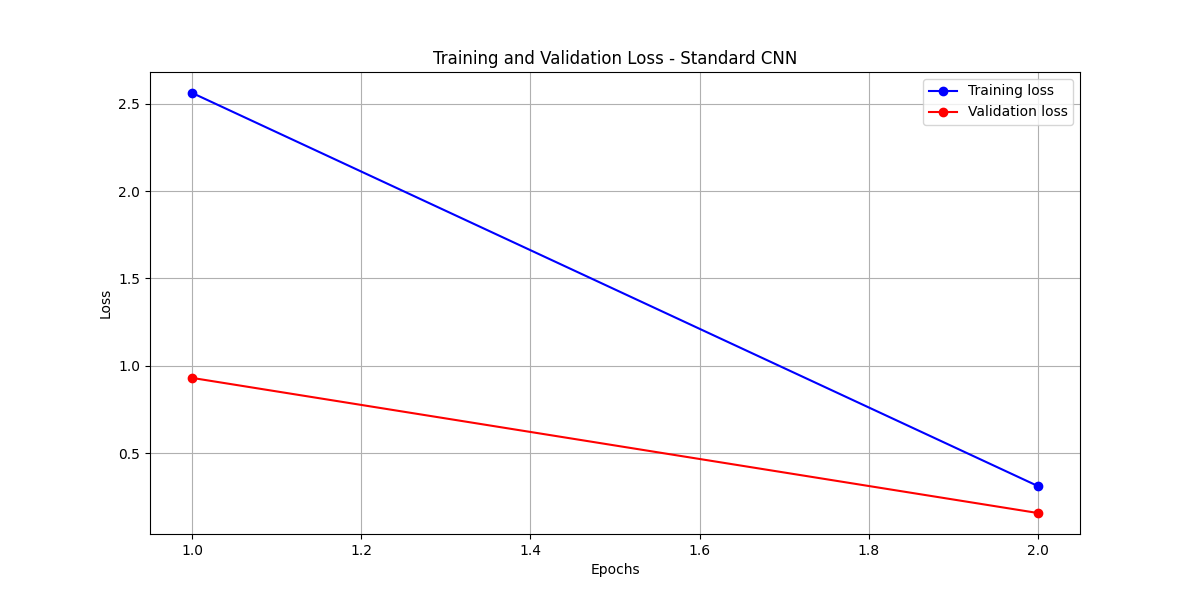 Training and Validation Loss - Standard CNN
Training loss
Validation loss
2.5
2.0
1.5
1.0
0.5
Loss
1.0 1.2 1.4 1.6 1.8 2.0
Epochs